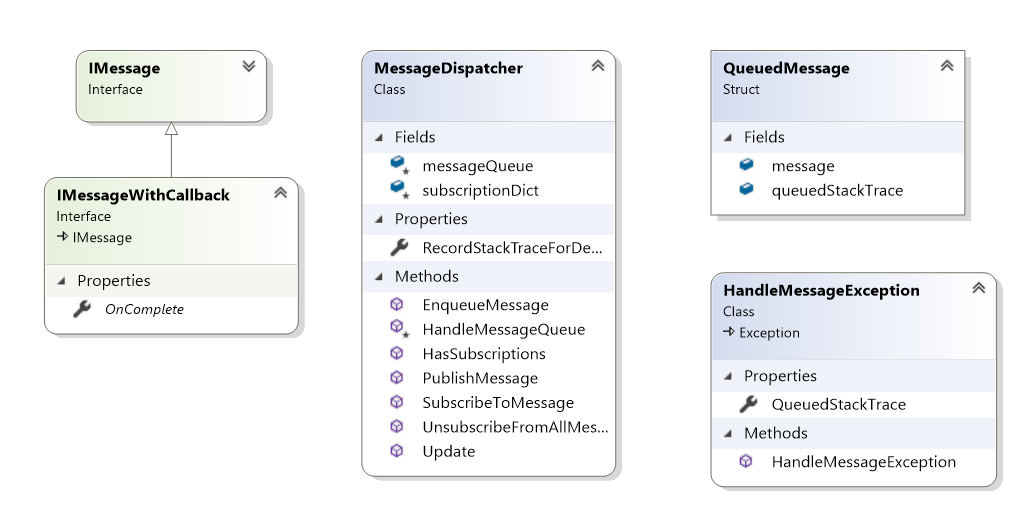 IMessage
Interface
IMessageWithCallback
Interface
IMessage
Properties
OnComplete
MessageDispatcher
Class
Fields
messageQueue
subscriptionDict
Properties
RecordStackTraceForDe...
Methods
EnqueueMessage
HandleMessageQueue
HasSubscriptions
PublishMessage
SubscribeToMessage
UnsubscribeFromAllMes...
Update
QueuedMessage
Struct
Fields
message
queuedStackTrace
HandleMessageException
Class
Exception
Properties
QueuedStackTrace
Methods
HandleMessageException